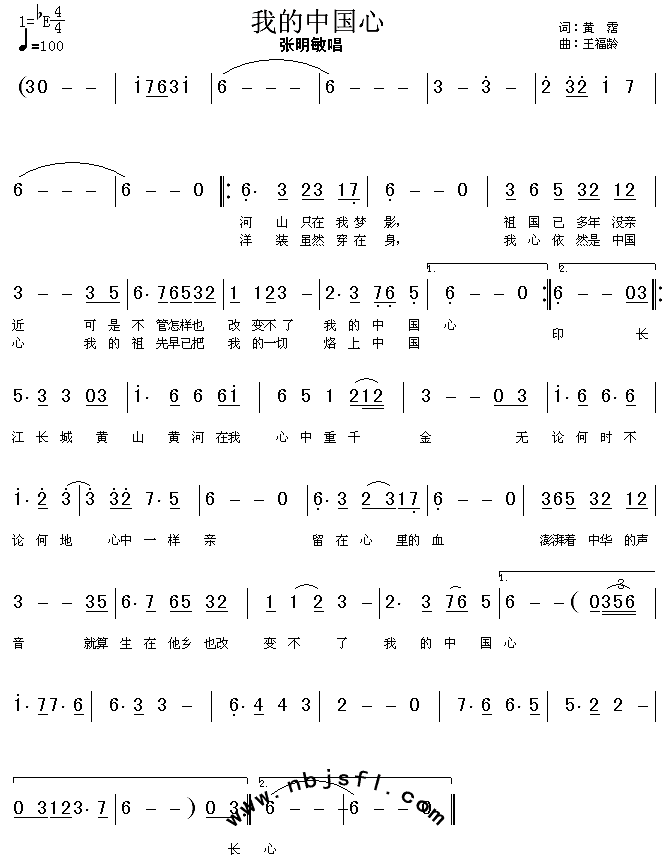 我的中国心
1=♭E 4/4
♩=100
张明敏唱
词:黄 霑
曲:王福龄
(30 - - | i 763i | 6 - - - | 6 - - - | 3 - 3 - | 2 32 i 7 |
6 - - - | 6 - - 0 ‖: 6· 3 23 17 | 6 - - 0 | 3 6 5 32 12 |
河 山 只在 我 梦 影, 祖 国 已 多年 没亲
洋 装 虽然 穿 在 身, 我 心 依 然是 中国
1. 2.
3 - - 3 5 | 6· 76532 | 1 123 - | 2· 3 76 5 | 6 - - 0 :‖ 6 - - 03 ‖:
近 可 是 不 管怎样也 改 变不 了 我 的 中 国 心 印 长
心 我 的 祖 先早已把 我 的一切 烙 上 中 国
5· 3 3 03 | i· 6 6 6i | 6 5 1 212 | 3 - - 0 3 | i· 6 6· 6 |
江 长 城 黄 山 黄 河 在我 心 中 重 千 金 无 论 何 时 不
i· 2 3 | 3 32 7· 5 | 6 - - 0 | 6· 3 2 317 | 6 - - 0 | 365 32 12 |
论 何 地 心中 一 样 亲 留 在 心 里的 血 澎湃着 中华 的声
1.
3 - - 35 | 6· 7 65 32 | 1 1 2 3 - | 2· 3 76 5 | 6 - - ( 0356 |
3
音 就算 生 在 他乡 也改 变 不 了 我 的 中 国 心
i· 77· 6 | 6· 3 3 - | 6· 4 4 3 | 2 - - 0 | 7· 6 6· 5 | 5· 2 2 - |
2.
0 3123· 7 | 6 - - ) 0 3 :‖ 6 - - - | 6 - - 0 ‖
www.nbjsfl.com
长 心